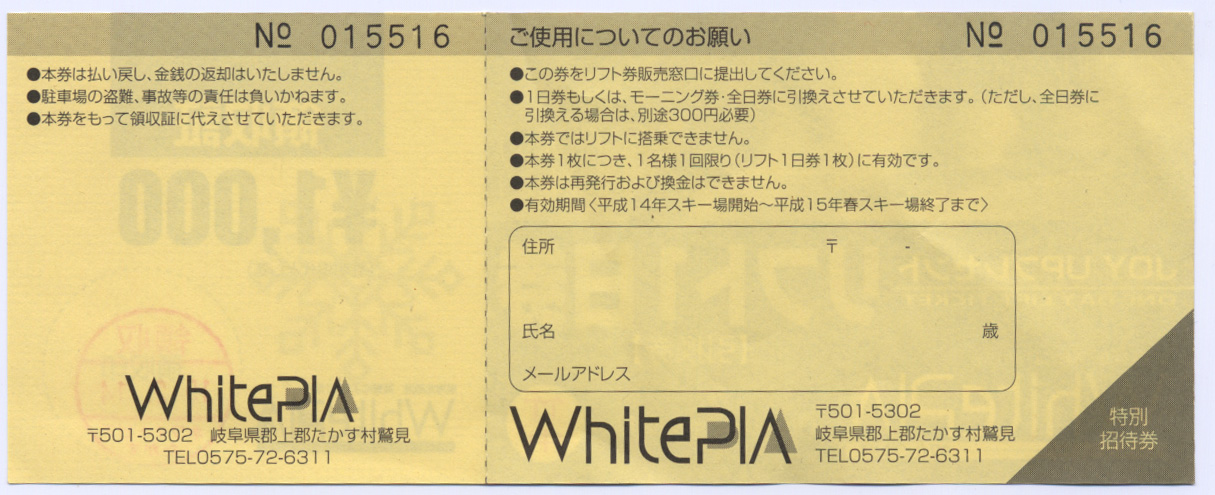 № 015516
●本券は払い戻し、金銭の返却はいたしません。
●駐車場の盗難、事故等の責任は負いかねます。
●本券をもって領収証に代えさせていただきます。
WhitePIA
〒501-5302 岐阜県郡上郡たかす村鷲見
TEL0575-72-6311
ご使用についてのお願い
№ 015516
●この券をリフト券販売窓口に提出してください。
●1日券もしくは、モーニング券・全日券に引換えさせていただきます。(ただし、全日券に
引換える場合は、別途300円必要)
●本券ではリフトに搭乗できません。
●本券1枚につき、1名様1回限り(リフト1日券1枚)に有効です。
●本券は再発行および換金はできません。
●有効期間〈平成14年スキー場開始~平成15年春スキー場終了まで〉
住所 〒 -
氏名 歳
メールアドレス
WhitePIA
〒501-5302
岐阜県郡上郡たかす村鷲見
TEL0575-72-6311
特別
招待券